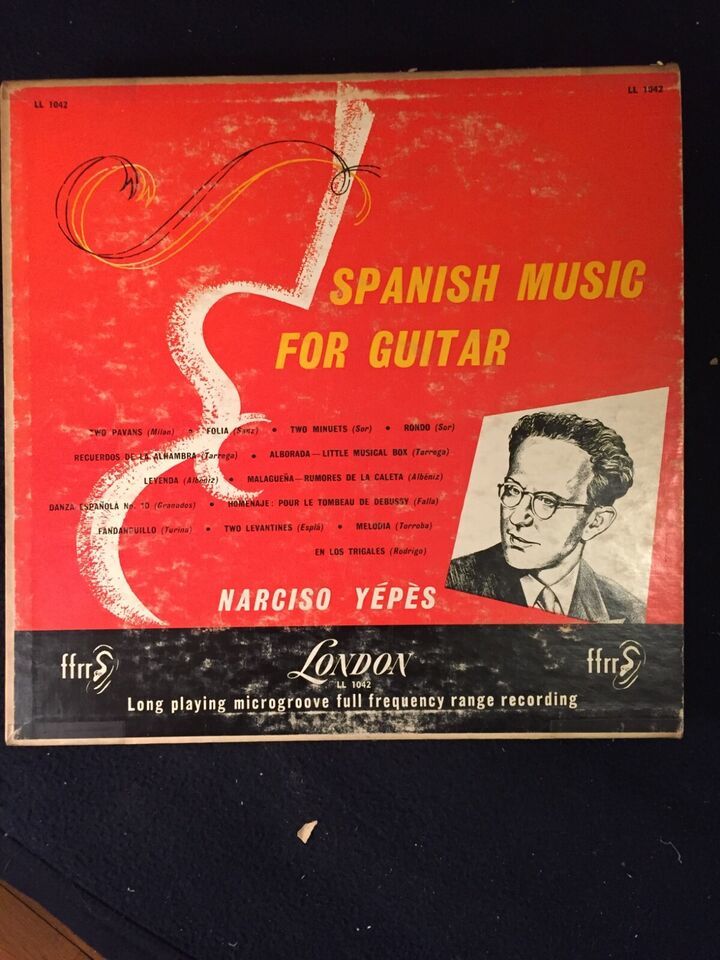 LL 1042
LL 1042
SPANISH MUSIC
FOR GUITAR
TWO PAVANS (Milan) • FOLIA (Sanz) • TWO MINUETS (Sor) • RONDO (Sor)
RECUERDOS DE LA ALHAMBRA (Tarrega) • ALBORADA — LITTLE MUSICAL BOX (Tarrega)
LEYENDA (Albéniz) • MALAGUEÑA — RUMORES DE LA CALETA (Albéniz)
DANZA ESPAÑOLA No. 10 (Granados) • HOMENAJE: POUR LE TOMBEAU DE DEBUSSY (Falla)
FANDANGUILLO (Turina) • TWO LEVANTINES (Esplá) • MELODIA (Torroba)
EN LOS TRIGALES (Rodrigo)
NARCISO YÉPÈS
ffrr LONDON ffrr
LL 1042
Long playing microgroove full frequency range recording